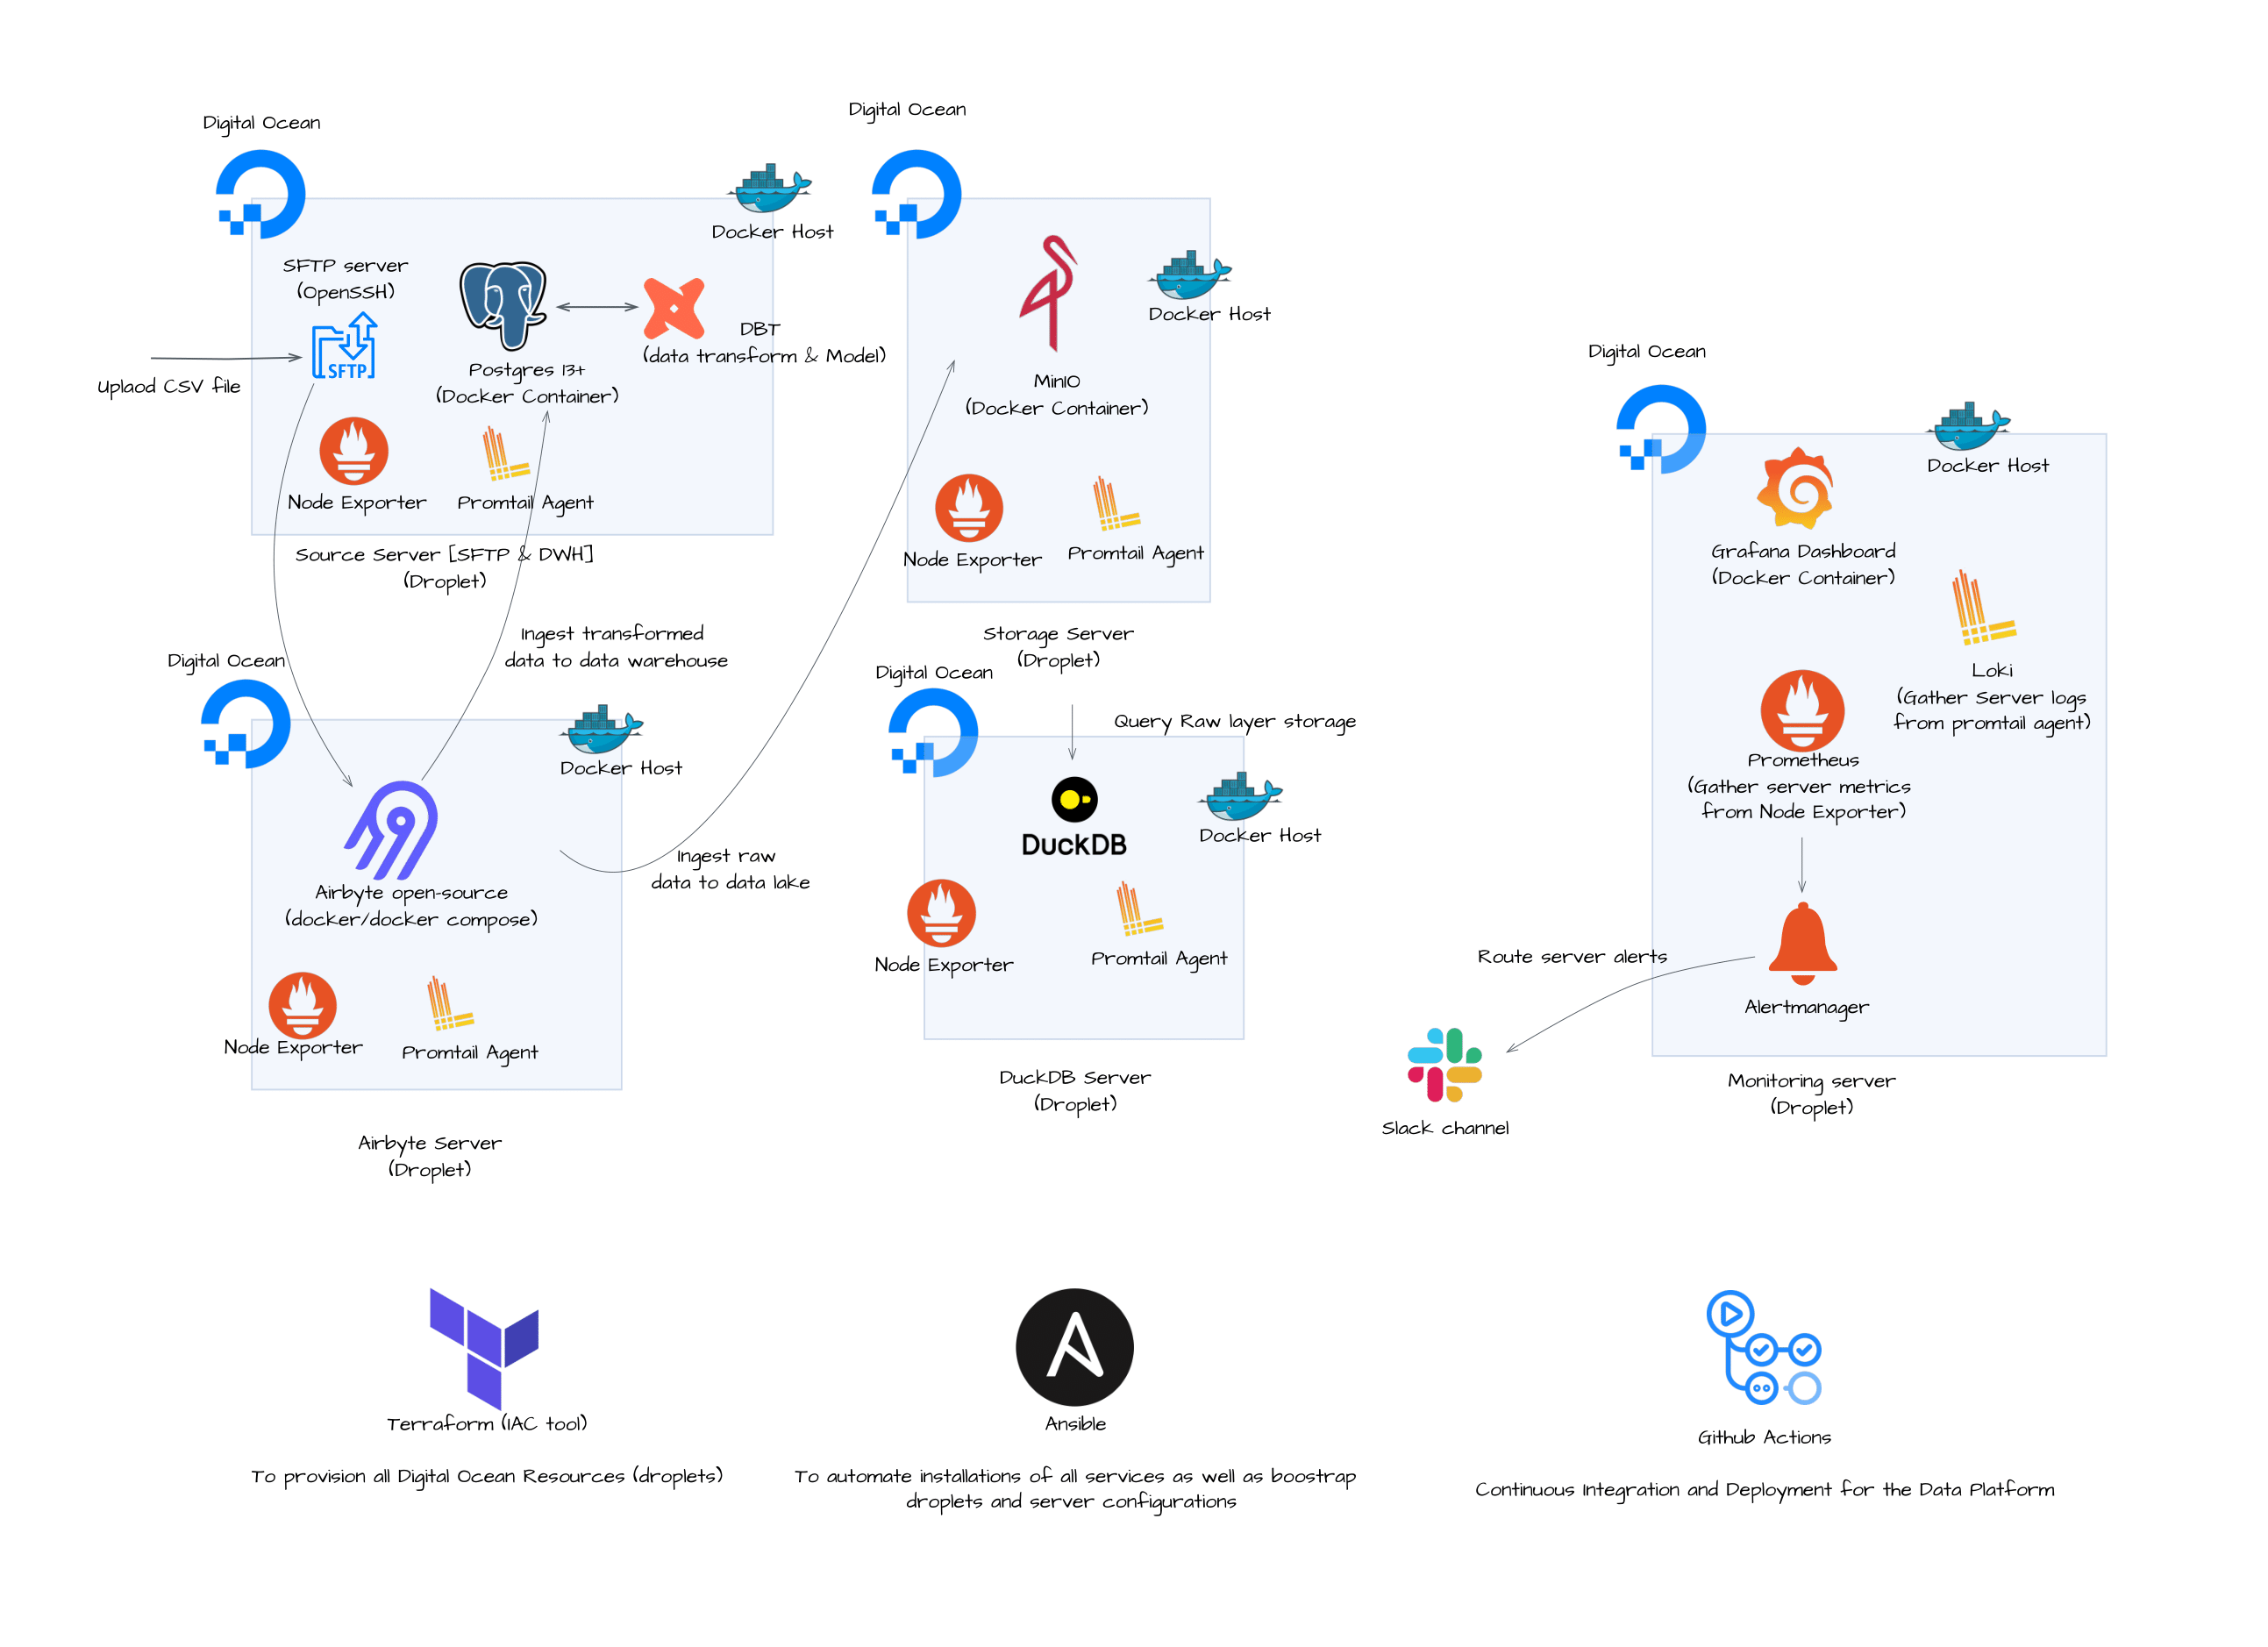 Digital Ocean
Docker Host
SFTP server
(OpenSSH)
SFTP
Uplaod CSV file
Postgres 13+
(Docker Container)
DBT
(data transform & Model)
Node Exporter
Promtail Agent
Source Server [SFTP & DWH]
(Droplet)
Digital Ocean
Docker Host
MinIO
(Docker Container)
Node Exporter
Promtail Agent
Storage Server
(Droplet)
Ingest transformed
data to data warehouse
Digital Ocean
Docker Host
Airbyte open-source
(docker/docker compose)
Node Exporter
Promtail Agent
Airbyte Server
(Droplet)
Ingest raw
data to data lake
Digital Ocean
Query Raw layer storage
Docker Host
DuckDB
Node Exporter
Promtail Agent
DuckDB Server
(Droplet)
Digital Ocean
Docker Host
Grafana Dashboard
(Docker Container)
Loki
(Gather Server logs
from promtail agent)
Prometheus
(Gather server metrics
from Node Exporter)
Route server alerts
Alertmanager
Slack channel
Monitoring server
(Droplet)
Terraform (IAC tool)
To provision all Digital Ocean Resources (droplets)
Ansible
To automate installations of all services as well as boostrap
droplets and server configurations
Github Actions
Continuous Integration and Deployment for the Data Platform